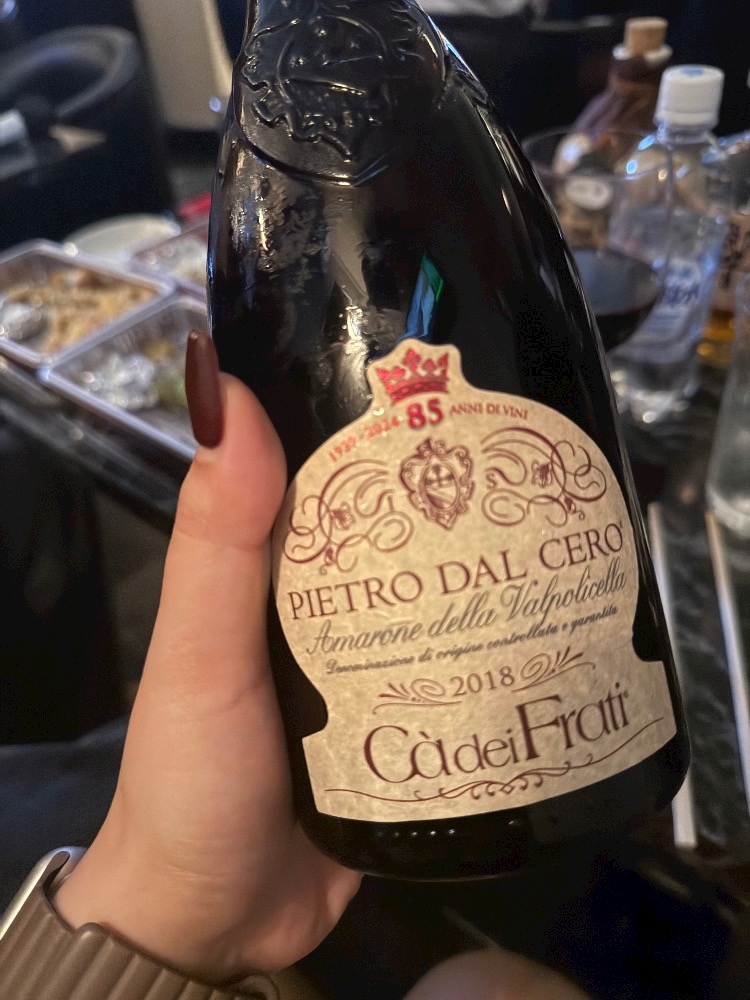 1939-2024 85 ANNI DI VINI
PIETRO DAL CERO®
Amarone della Valpolicella
Denominazione di origine controllata e garantita
2018
Cà dei Frati®